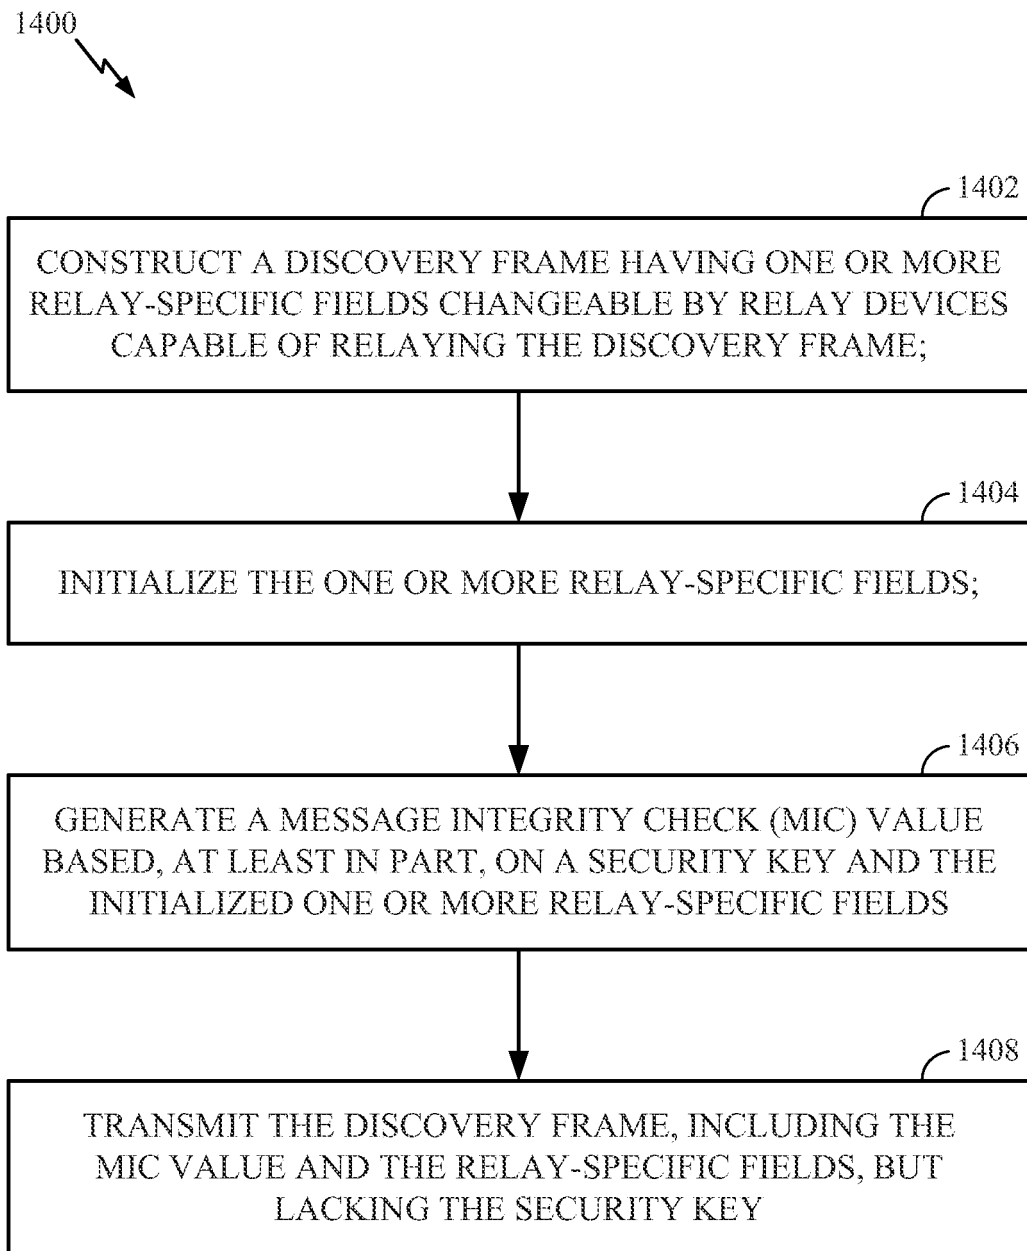 1400
1402
CONSTRUCT A DISCOVERY FRAME HAVING ONE OR MORE
RELAY-SPECIFIC FIELDS CHANGEABLE BY RELAY DEVICES
CAPABLE OF RELAYING THE DISCOVERY FRAME;
1404
INITIALIZE THE ONE OR MORE RELAY-SPECIFIC FIELDS;
1406
GENERATE A MESSAGE INTEGRITY CHECK (MIC) VALUE
BASED, AT LEAST IN PART, ON A SECURITY KEY AND THE
INITIALIZED ONE OR MORE RELAY-SPECIFIC FIELDS
1408
TRANSMIT THE DISCOVERY FRAME, INCLUDING THE
MIC VALUE AND THE RELAY-SPECIFIC FIELDS, BUT
LACKING THE SECURITY KEY